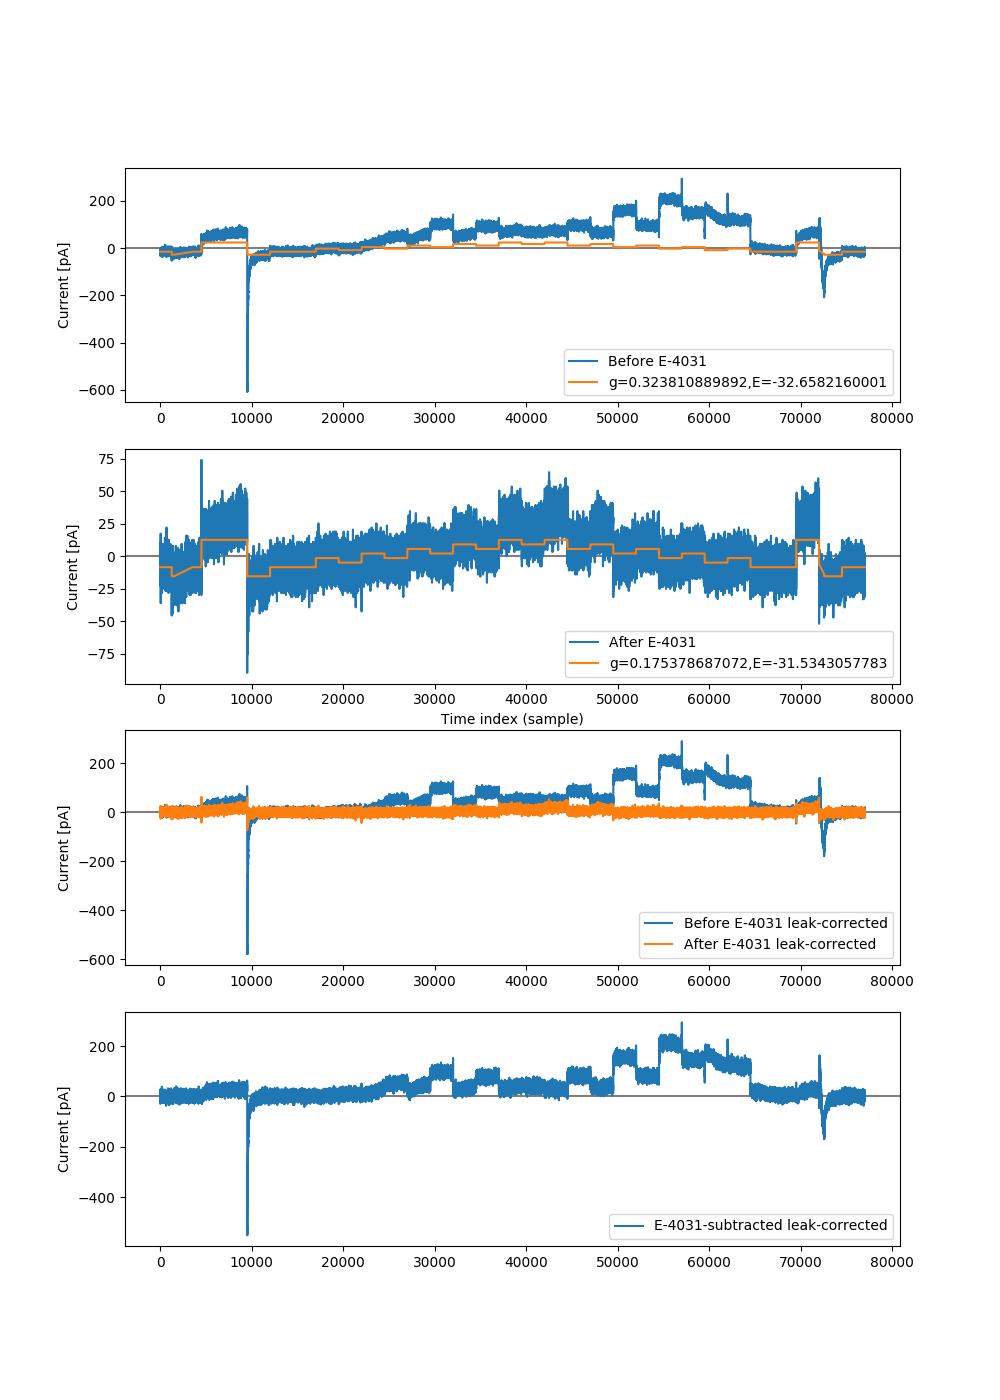 Current [pA]
200
0
−200
−400
−600
0 10000 20000 30000 40000 50000 60000 70000 80000
Before E-4031
g=0.323810889892,E=-32.6582160001
Current [pA]
75
50
25
0
−25
−50
−75
0 10000 20000 30000 40000 50000 60000 70000 80000
After E-4031
g=0.175378687072,E=-31.5343057783
Time index (sample)
Current [pA]
200
0
−200
−400
−600
0 10000 20000 30000 40000 50000 60000 70000 80000
Before E-4031 leak-corrected
After E-4031 leak-corrected
Current [pA]
200
0
−200
−400
0 10000 20000 30000 40000 50000 60000 70000 80000
E-4031-subtracted leak-corrected